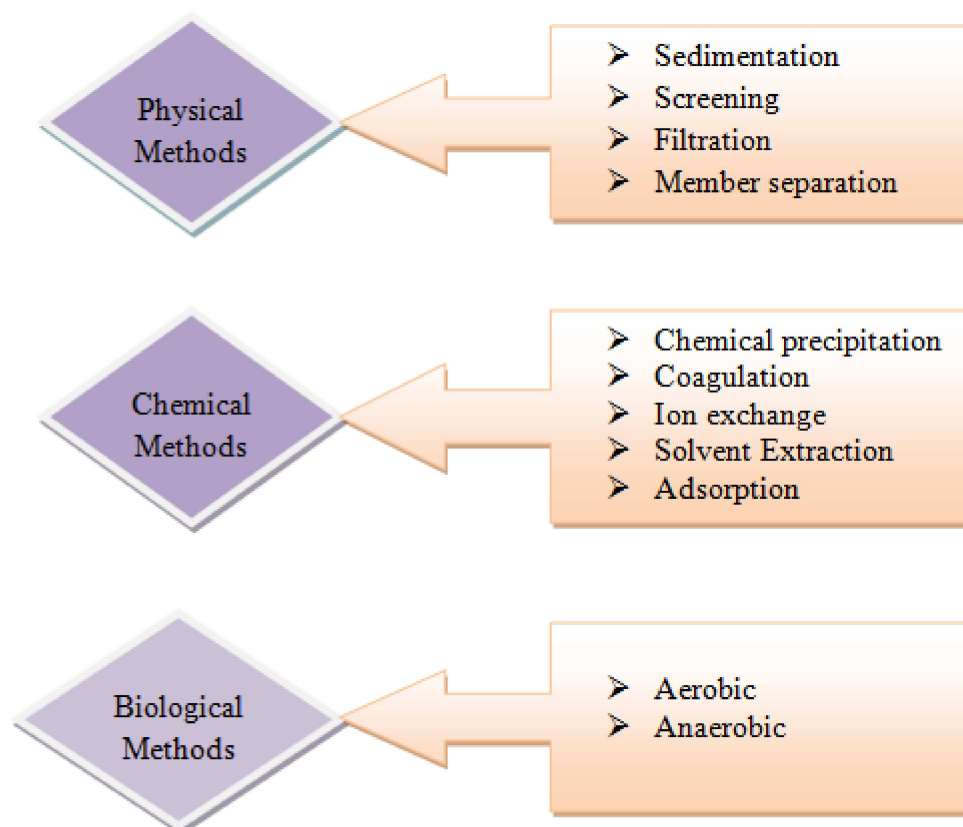 Physical
Methods
➢ Sedimentation
➢ Screening
➢ Filtration
➢ Member separation
Chemical
Methods
➢ Chemical precipitation
➢ Coagulation
➢ Ion exchange
➢ Solvent Extraction
➢ Adsorption
Biological
Methods
➢ Aerobic
➢ Anaerobic